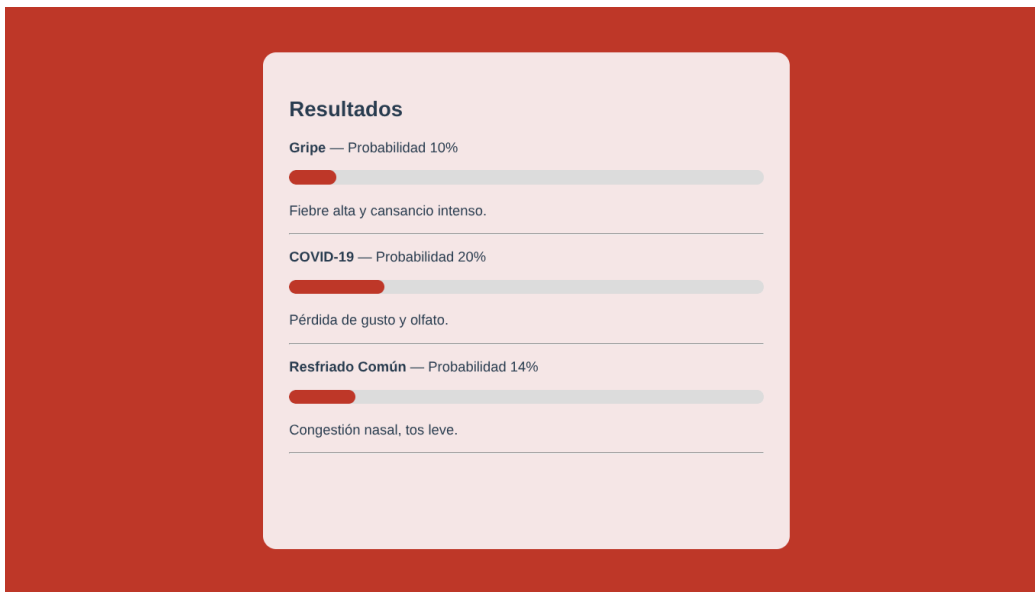 Resultados
Gripe — Probabilidad 10%
Fiebre alta y cansancio intenso.
COVID-19 — Probabilidad 20%
Pérdida de gusto y olfato.
Resfriado Común — Probabilidad 14%
Congestión nasal, tos leve.